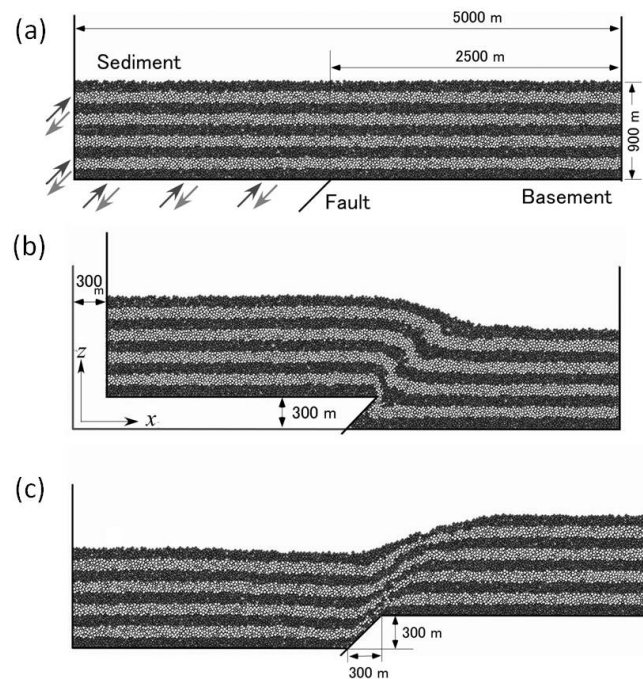 (a)
5000 m
Sediment
2500 m
900 m
Fault
Basement
(b)
300
m
z
300 m
x
(c)
300 m
300 m